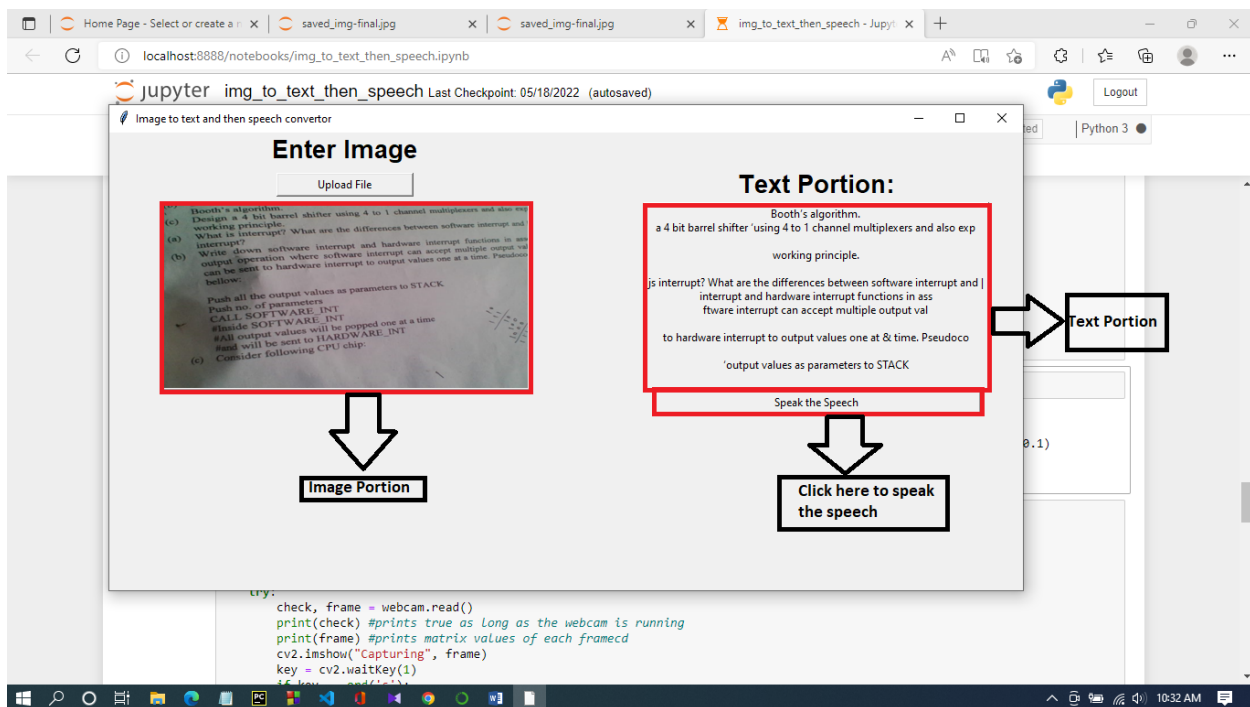 Home Page - Select or create a n
saved_img-final.jpg
saved_img-final.jpg
img_to_text_then_speech - Jupyt
localhost:8888/notebooks/img_to_text_then_speech.ipynb
jupyter img_to_text_then_speech Last Checkpoint: 05/18/2022 (autosaved)
Logout
Python 3
Image to text and then speech convertor
Enter Image
Upload File
Booth's algorithm.
(c) Design a 4 bit barrel shifter using 4 to 1 channel multiplexers and also exp
working principle.
(a) What is interrupt? What are the differences between software interrupt and
interrupt?
(b) Write down software interrupt and hardware interrupt functions in ass
output operation where software interrupt can accept multiple output val
can be sent to hardware interrupt to output values one at a time. Pseudoco
bellow:
Push all the output values as parameters to STACK
Push no. of parameters
CALL SOFTWARE_INT
#Inside SOFTWARE_INT
#All output values will be popped one at a time
#and will be sent to HARDWARE_INT
(c) Consider following CPU chip:
Image Portion
Text Portion:
Booth's algorithm.
a 4 bit barrel shifter 'using 4 to 1 channel multiplexers and also exp
working principle.
js interrupt? What are the differences between software interrupt and |
interrupt and hardware interrupt functions in ass
ftware interrupt can accept multiple output val
to hardware interrupt to output values one at & time. Pseudoco
'output values as parameters to STACK
Speak the Speech
Text Portion
Click here to speak
the speech
0.1)
try:
check, frame = webcam.read()
print(check) #prints true as long as the webcam is running
print(frame) #prints matrix values of each framecd
cv2.imshow("Capturing", frame)
key = cv2.waitKey(1)
10:32 AM